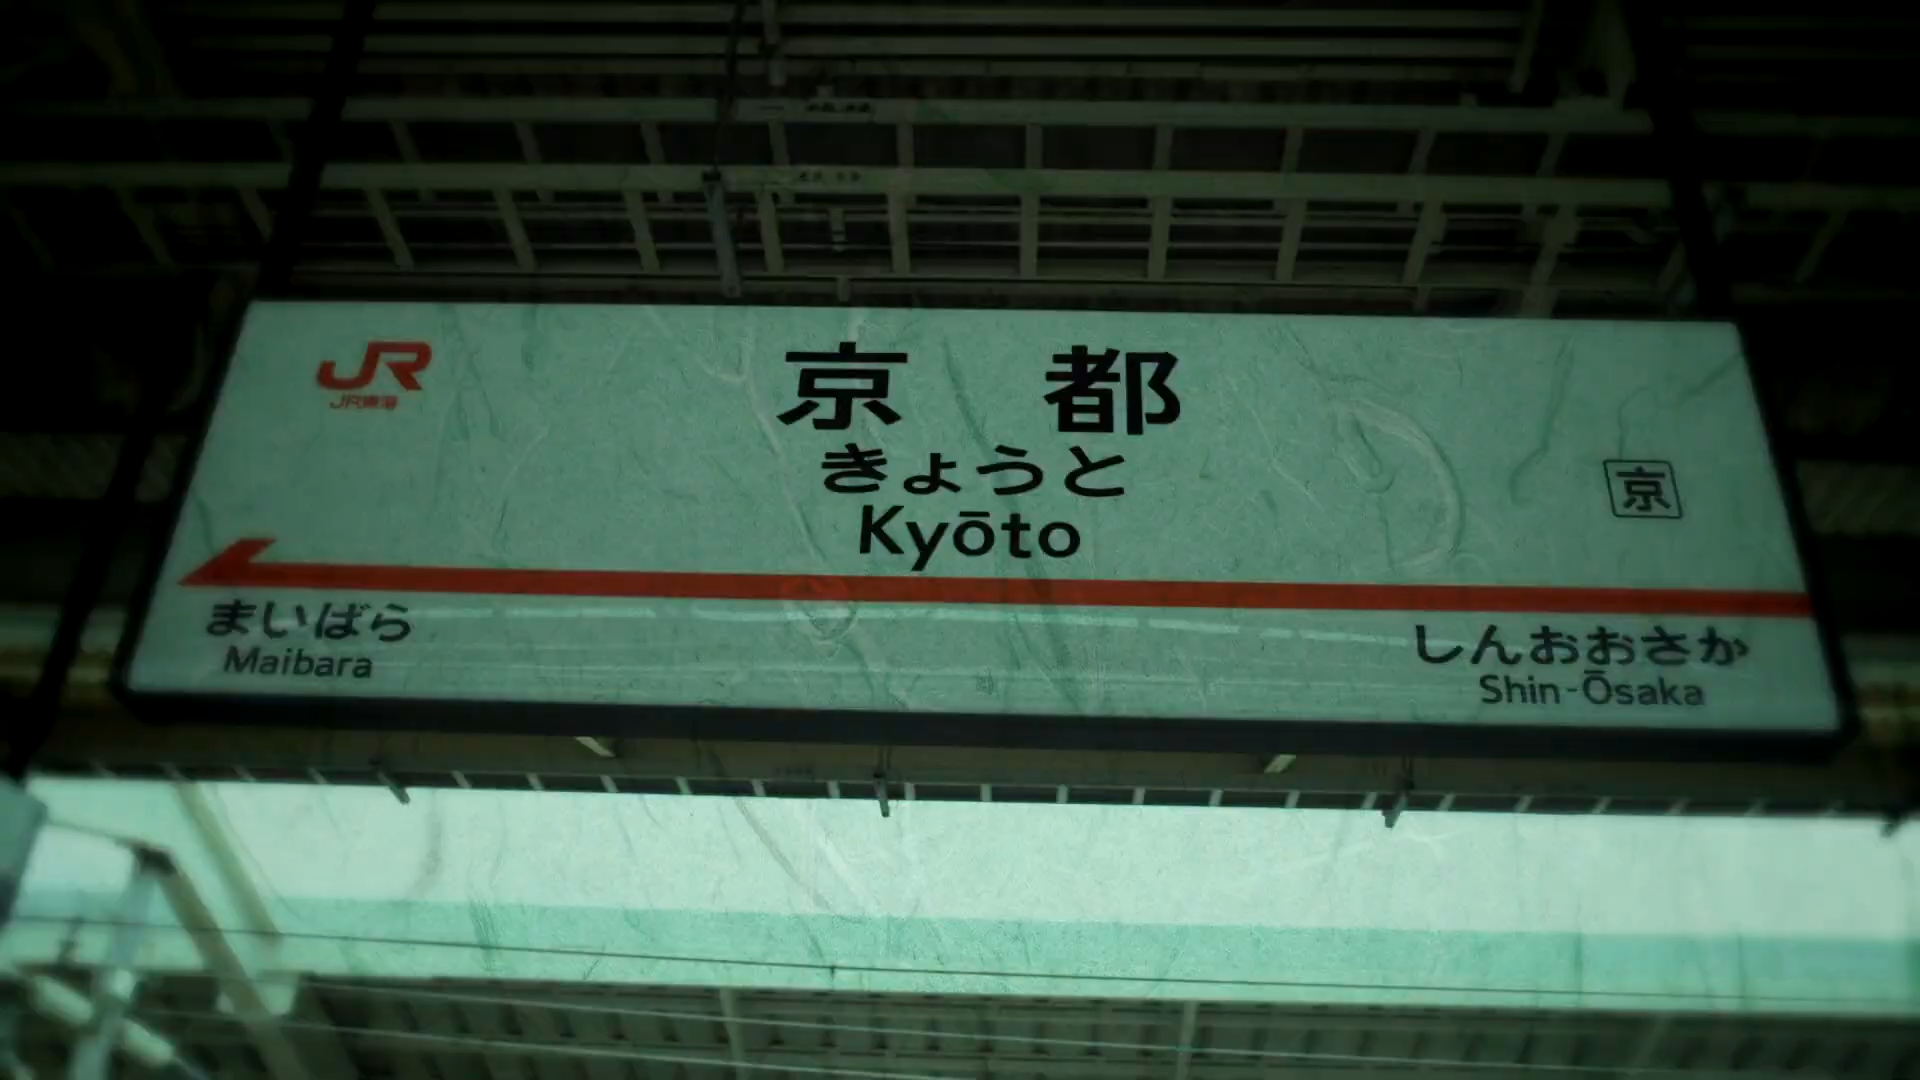 JR
JR東海
京都
きょうと
Kyōto
京
まいばら
Maibara
しんおおさか
Shin-Ōsaka